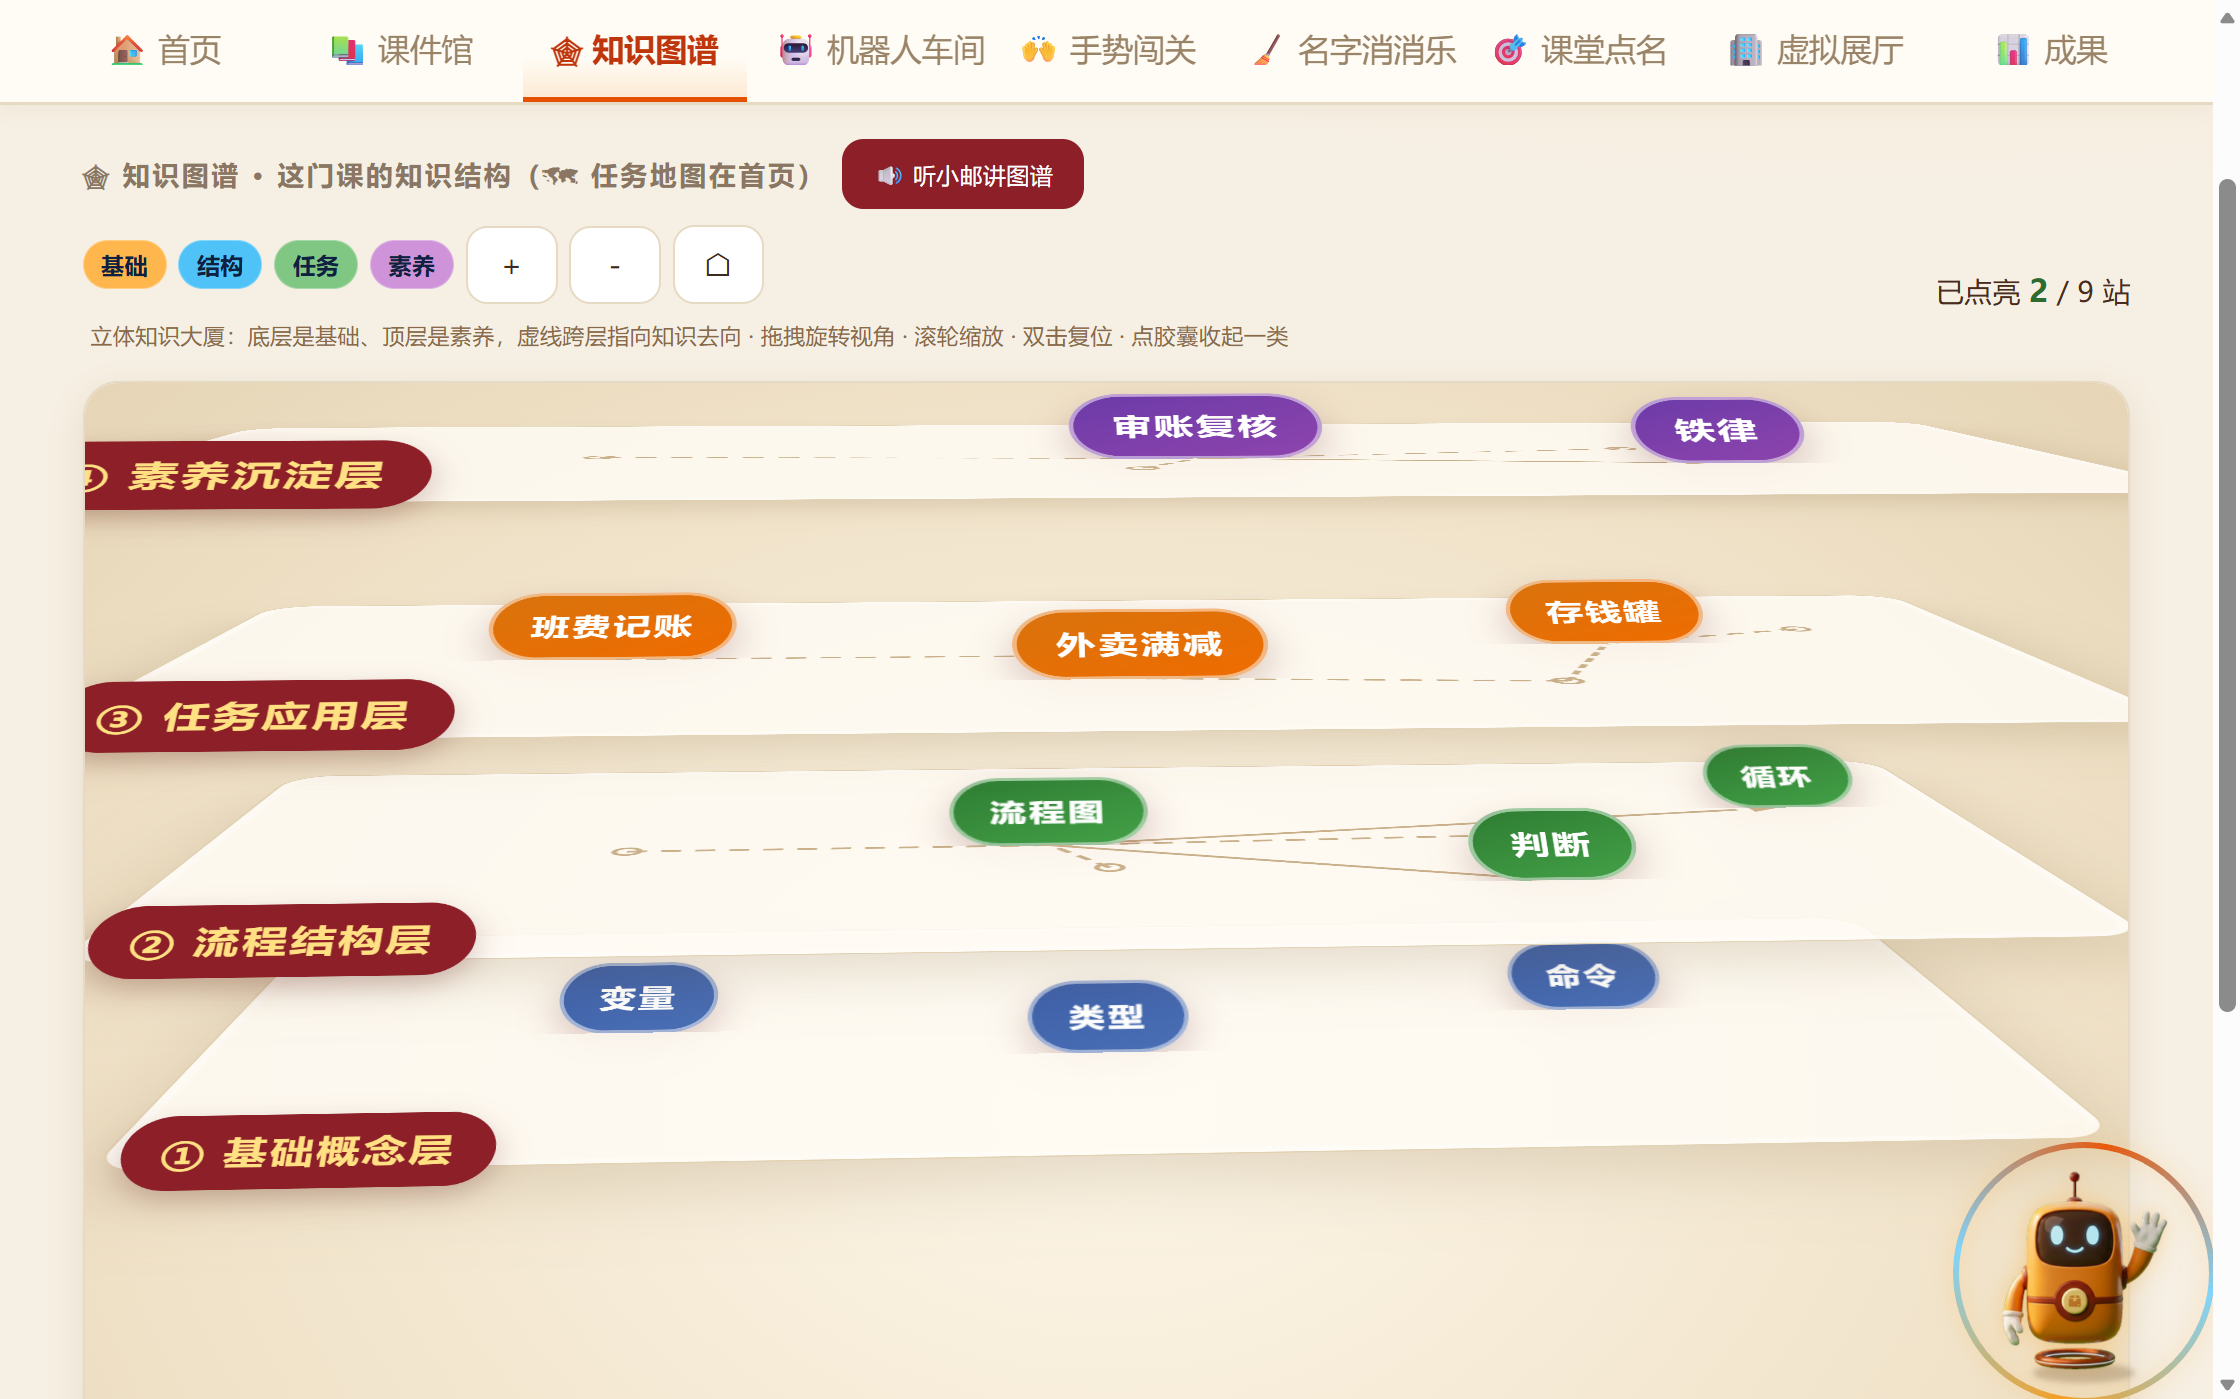 首页 课件馆 知识图谱 机器人车间 手势闯关 名字消消乐 课堂点名 虚拟展厅 成果
知识图谱 • 这门课的知识结构（ 任务地图在首页） 听小邮讲图谱
基础 结构 任务 素养 + -
已点亮 2 / 9 站
立体知识大厦：底层是基础、顶层是素养，虚线跨层指向知识去向 · 拖拽旋转视角 · 滚轮缩放 · 双击复位 · 点胶囊收起一类
审账复核 铁律
④ 素养沉淀层
班费记账 外卖满减 存钱罐
③ 任务应用层
流程图 判断 循环
② 流程结构层
变量 类型 命令
① 基础概念层